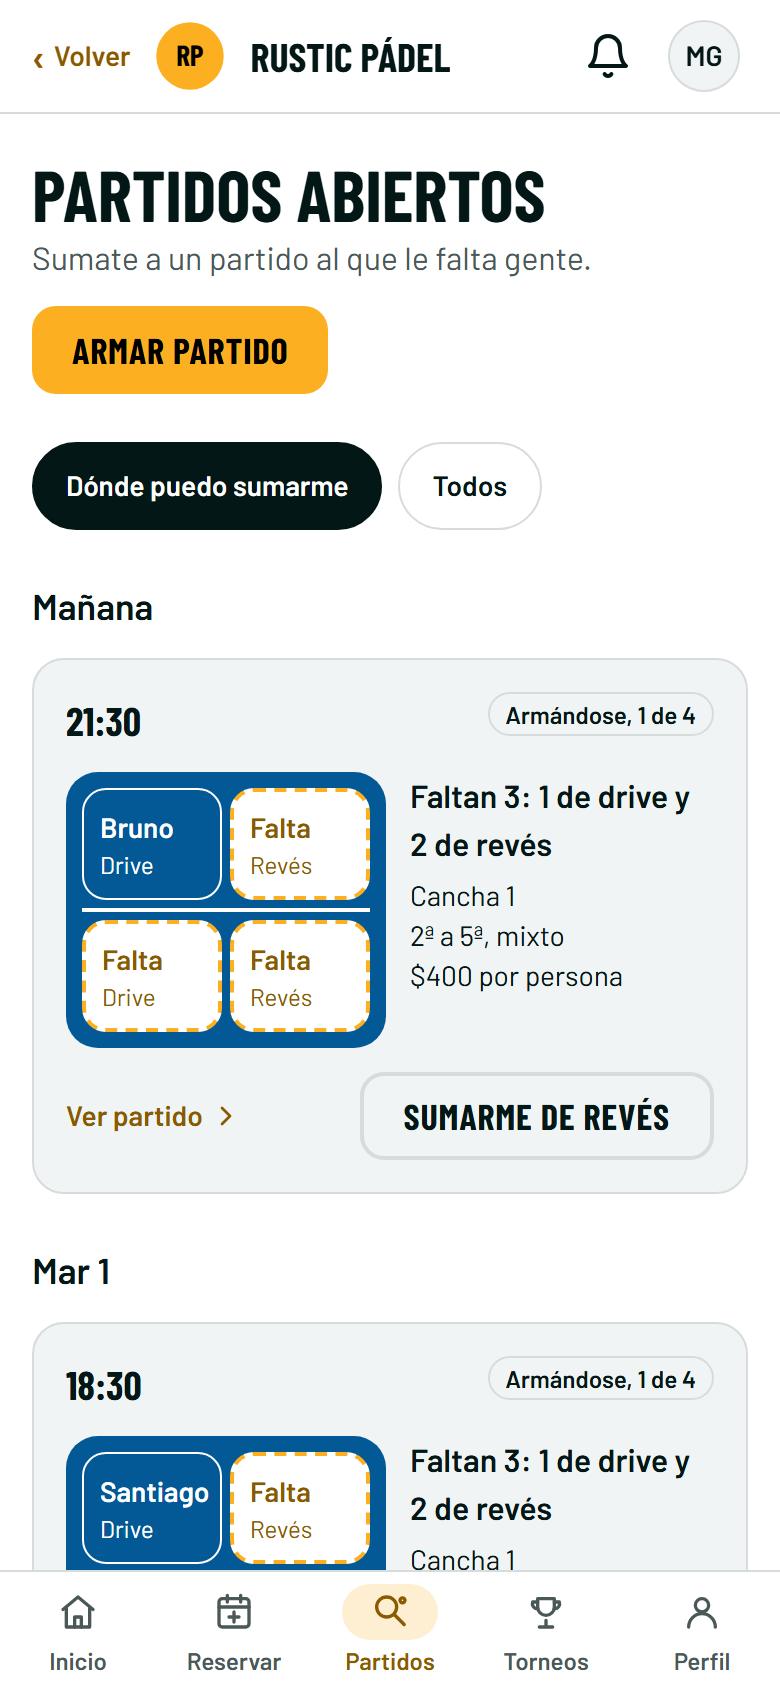 ‹ Volver
RP
RUSTIC PÁDEL
MG
PARTIDOS ABIERTOS
Sumate a un partido al que le falta gente.
ARMAR PARTIDO
Dónde puedo sumarme
Todos
Mañana
21:30
Armándose, 1 de 4
Bruno
Drive
Falta
Revés
Falta
Drive
Falta
Revés
Faltan 3: 1 de drive y
2 de revés
Cancha 1
2ª a 5ª, mixto
$400 por persona
Ver partido
SUMARME DE REVÉS
Mar 1
18:30
Armándose, 1 de 4
Santiago
Drive
Falta
Revés
Faltan 3: 1 de drive y
2 de revés
Cancha 1
Inicio
Reservar
Partidos
Torneos
Perfil